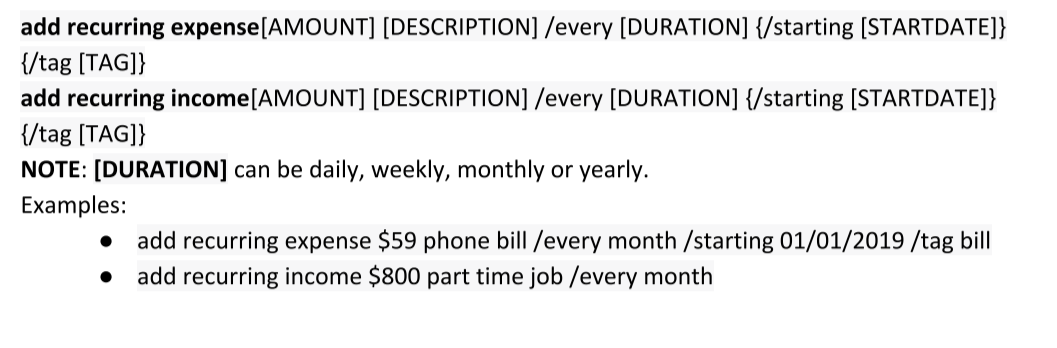 add recurring expense[AMOUNT] [DESCRIPTION] /every [DURATION] {/starting [STARTDATE]}
{/tag [TAG]}
add recurring income[AMOUNT] [DESCRIPTION] /every [DURATION] {/starting [STARTDATE]}
{/tag [TAG]}
NOTE: [DURATION] can be daily, weekly, monthly or yearly.
Examples:
● add recurring expense $59 phone bill /every month /starting 01/01/2019 /tag bill
● add recurring income $800 part time job /every month